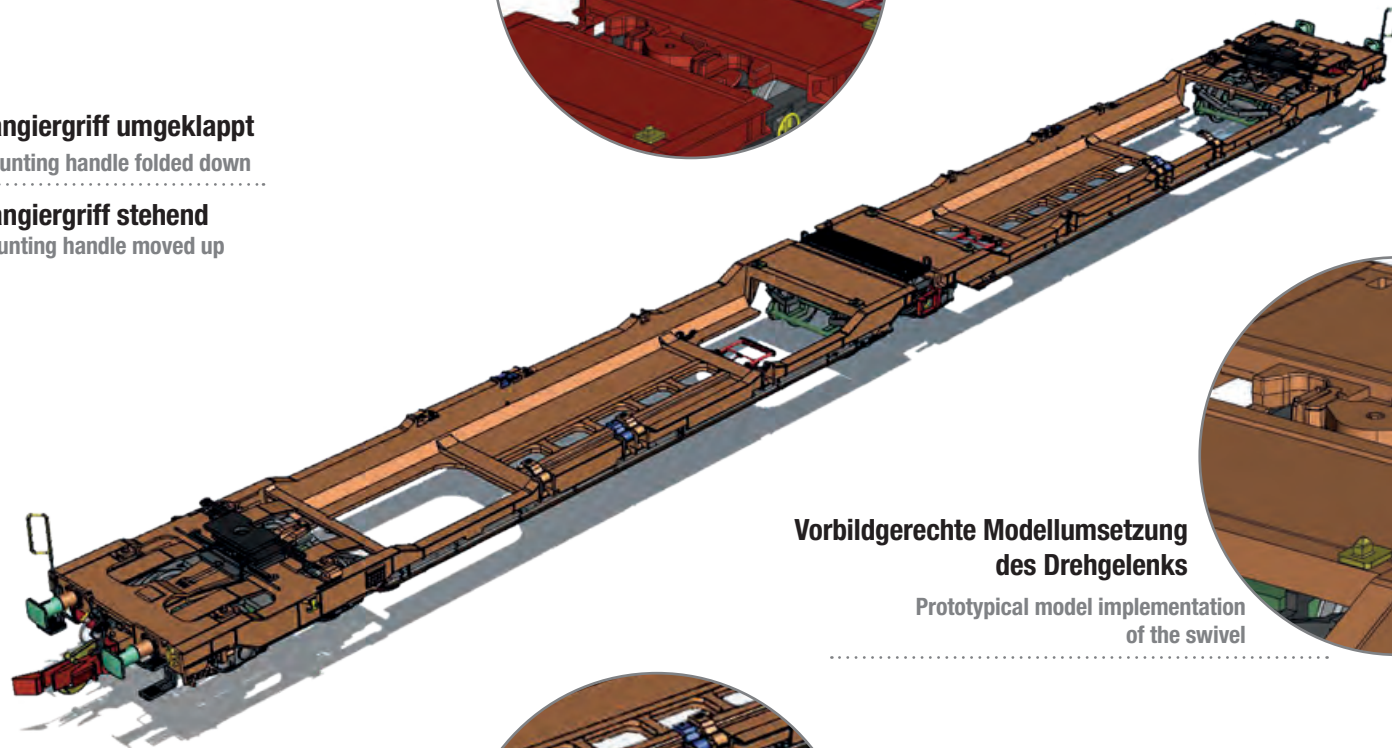 angiergriff umgeklappt
unting handle folded down
angiergriff stehend
unting handle moved up
Vorbildgerechte Modellumsetzung
des Drehgelenks
Prototypical model implementation
of the swivel